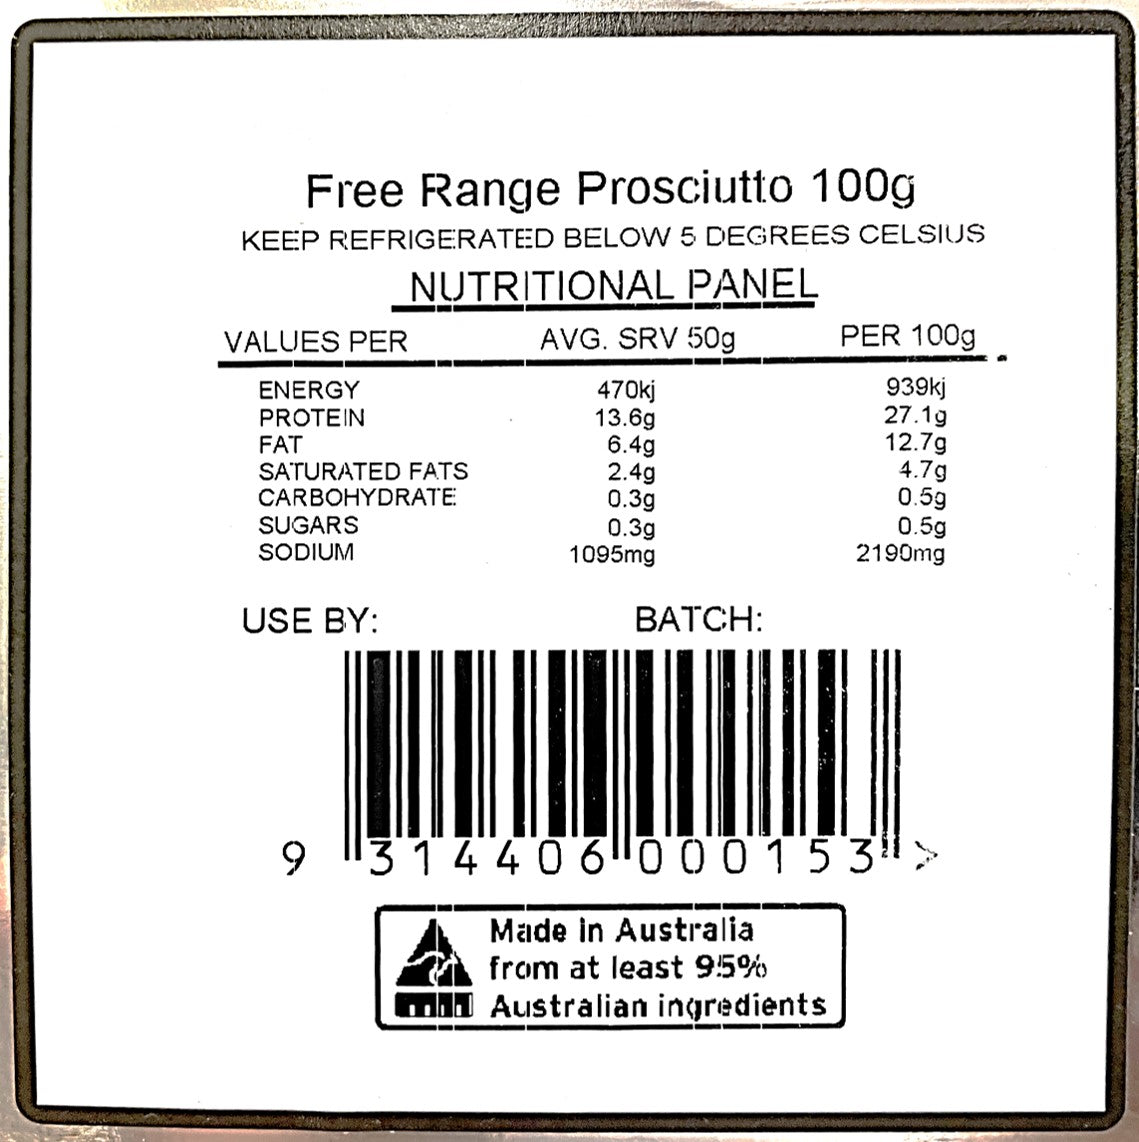 Free Range Prosciutto 100g
KEEP REFRIGERATED BELOW 5 DEGREES CELSIUS
NUTRITIONAL PANEL
VALUES PER AVG. SRV 50g PER 100g
ENERGY 470kj 939kj
PROTEIN 13.6g 27.1g
FAT 6.4g 12.7g
SATURATED FATS 2.4g 4.7g
CARBOHYDRATE 0.3g 0.5g
SUGARS 0.3g 0.5g
SODIUM 1095mg 2190mg
USE BY: BATCH:
9 314406 000153 >
Made in Australia
from at least 95%
Australian ingredients